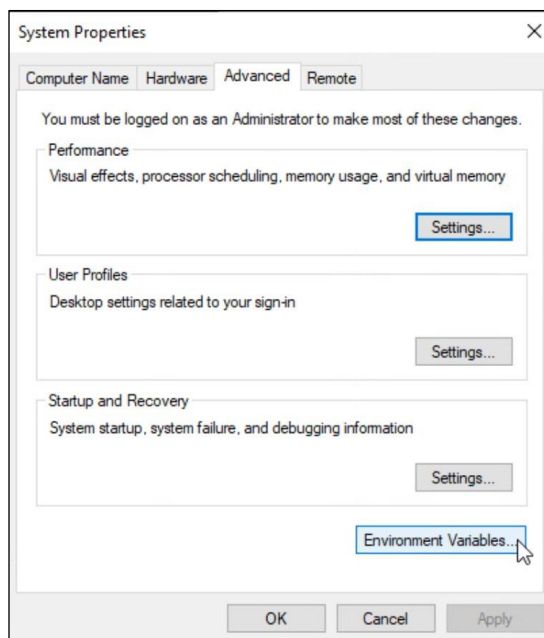 System Properties
Computer Name Hardware Advanced Remote
You must be logged on as an Administrator to make most of these changes.
Performance
Visual effects, processor scheduling, memory usage, and virtual memory
Settings...
User Profiles
Desktop settings related to your sign-in
Settings...
Startup and Recovery
System startup, system failure, and debugging information
Settings...
Environment Variables...
OK Cancel Apply